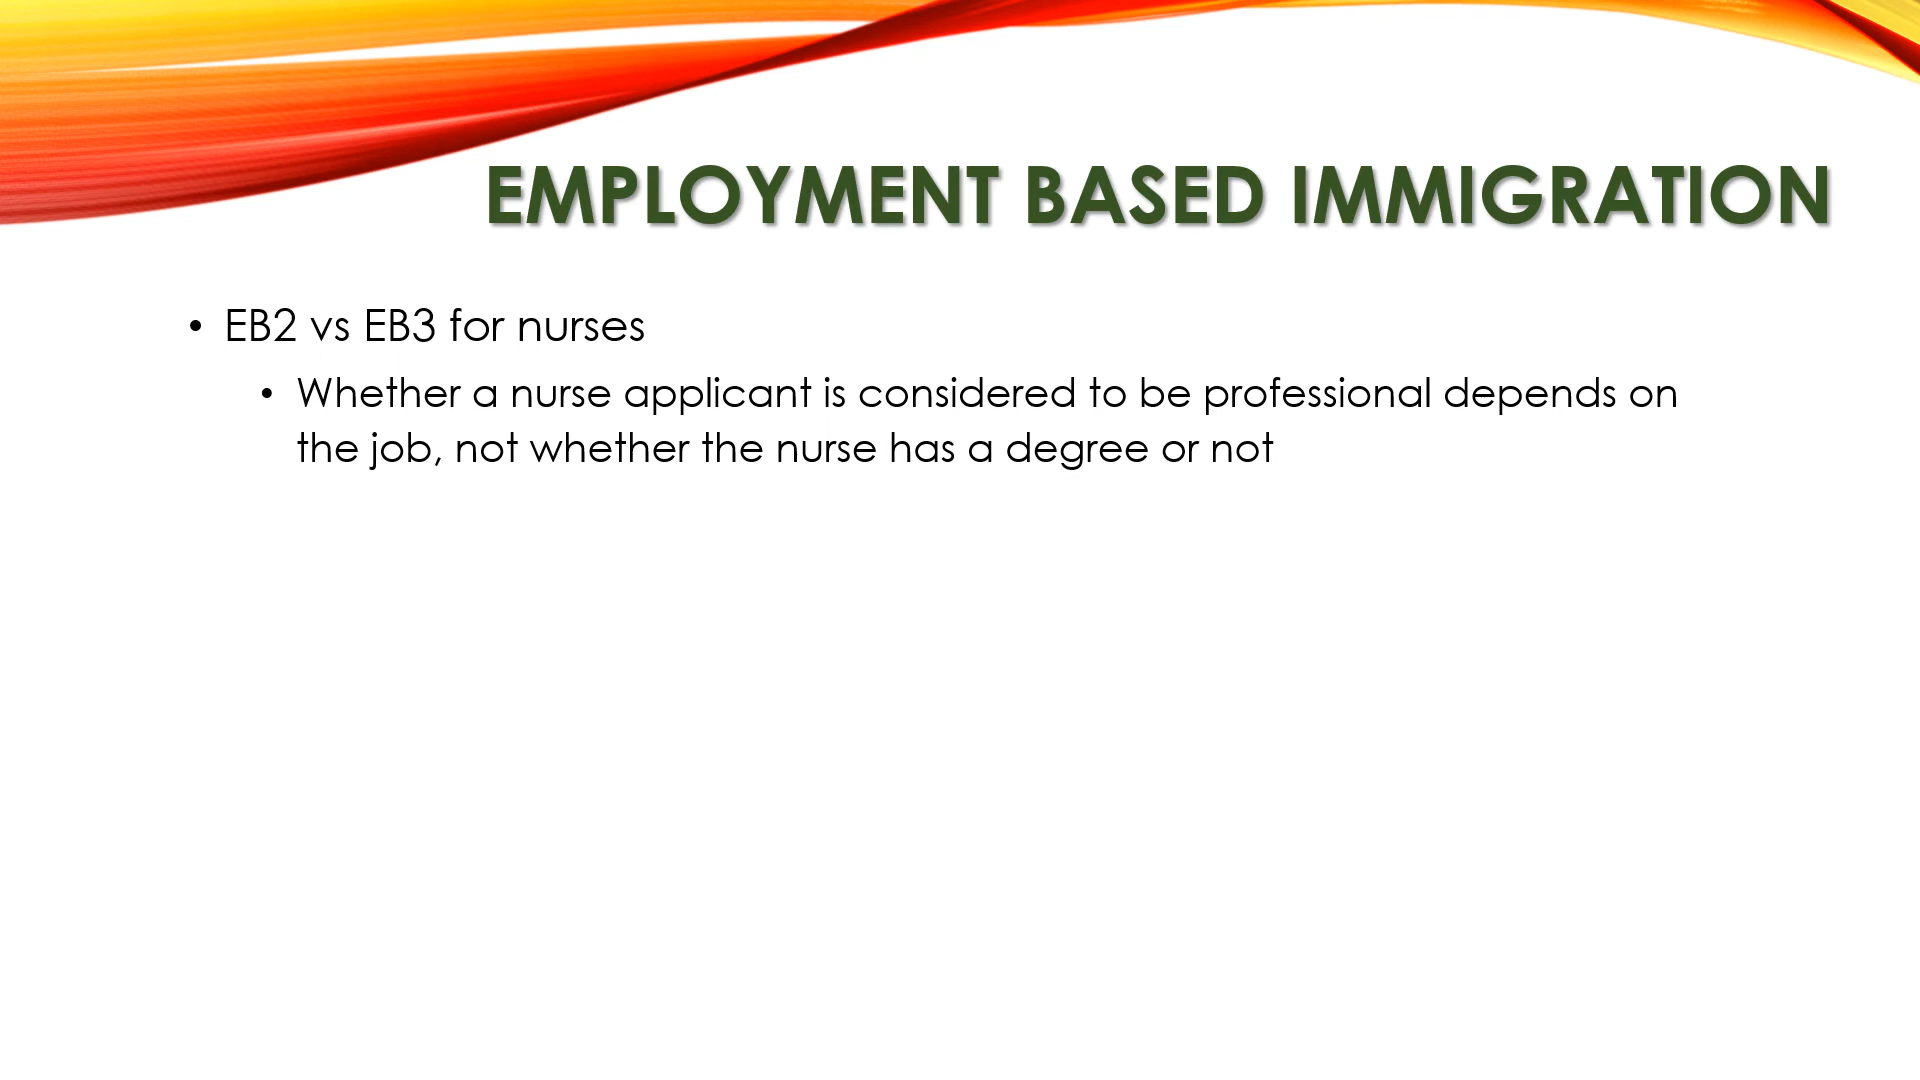 EMPLOYMENT BASED IMMIGRATION
• EB2 vs EB3 for nurses
• Whether a nurse applicant is considered to be professional depends on
the job, not whether the nurse has a degree or not